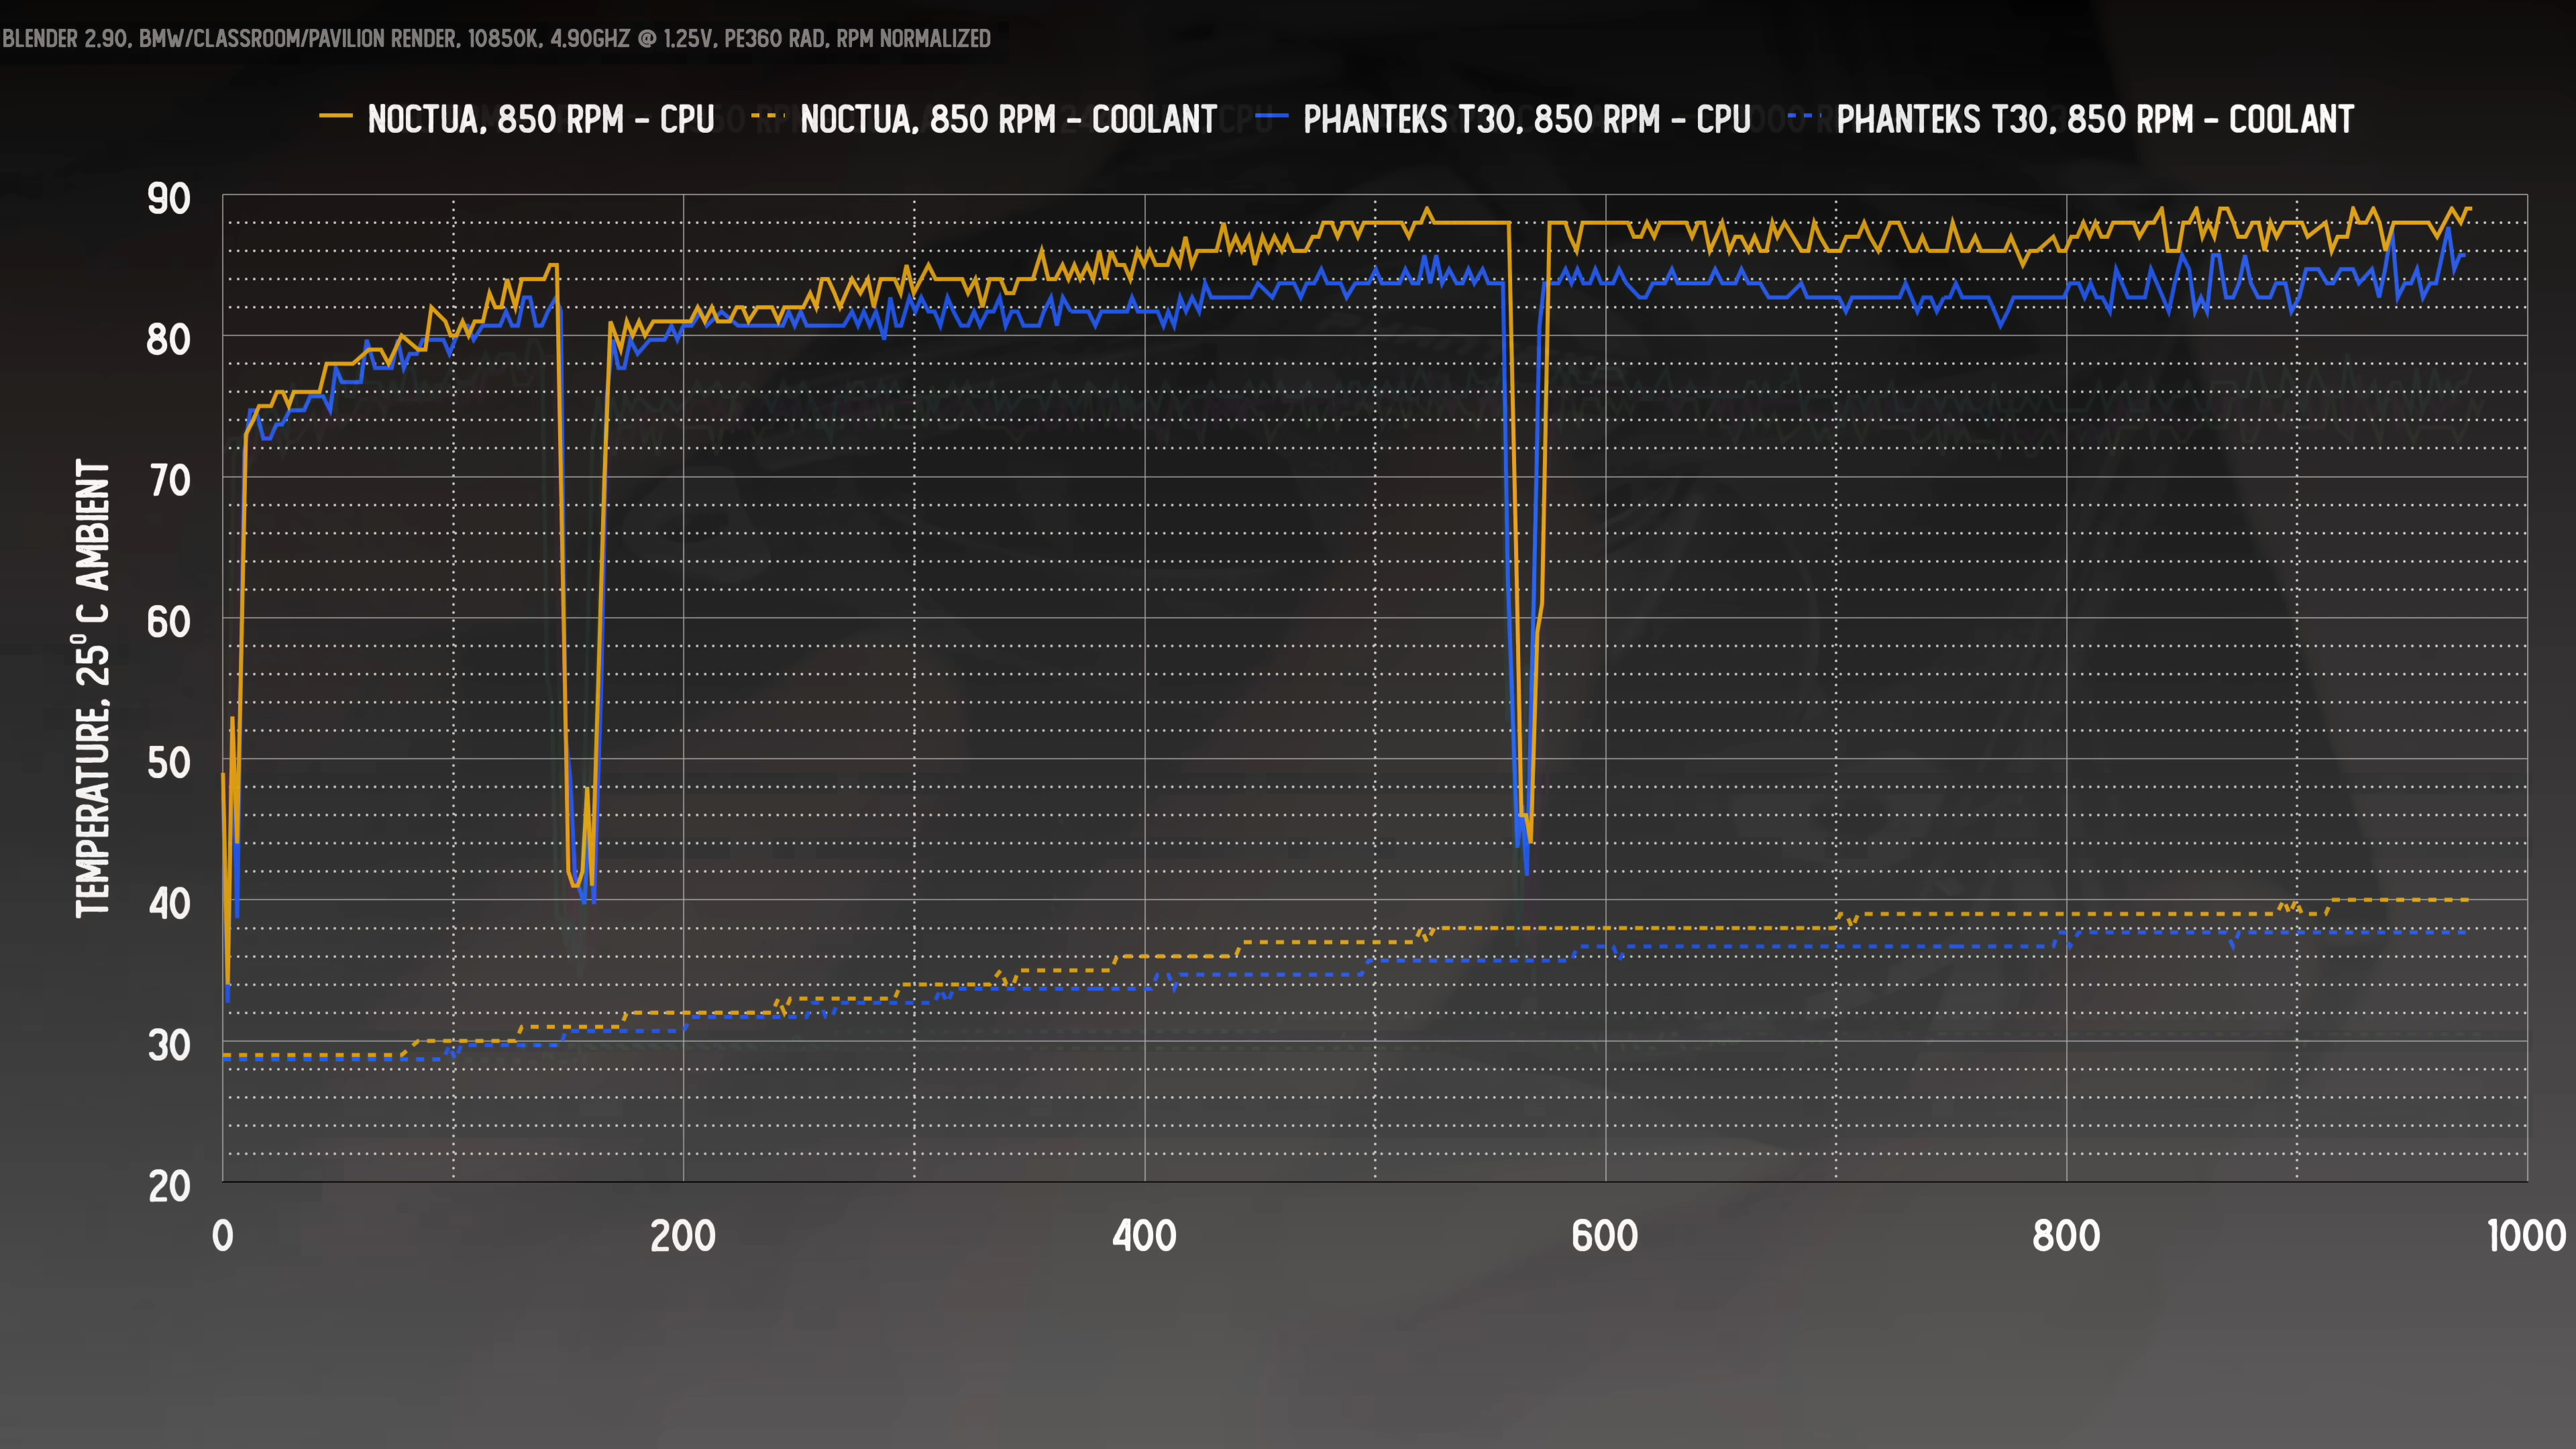 BLENDER 2.90, BMW/CLASSROOM/PAVILION RENDER, 10850K, 4.90GHZ @ 1.25V, PE360 RAD, RPM NORMALIZED
NOCTUA, 850 RPM - CPU NOCTUA, 850 RPM - COOLANT PHANTEKS T30, 850 RPM - CPU PHANTEKS T30, 850 RPM - COOLANT
90
80
70
60
50
40
30
20
TEMPERATURE, 25° C AMBIENT
0 200 400 600 800 1000